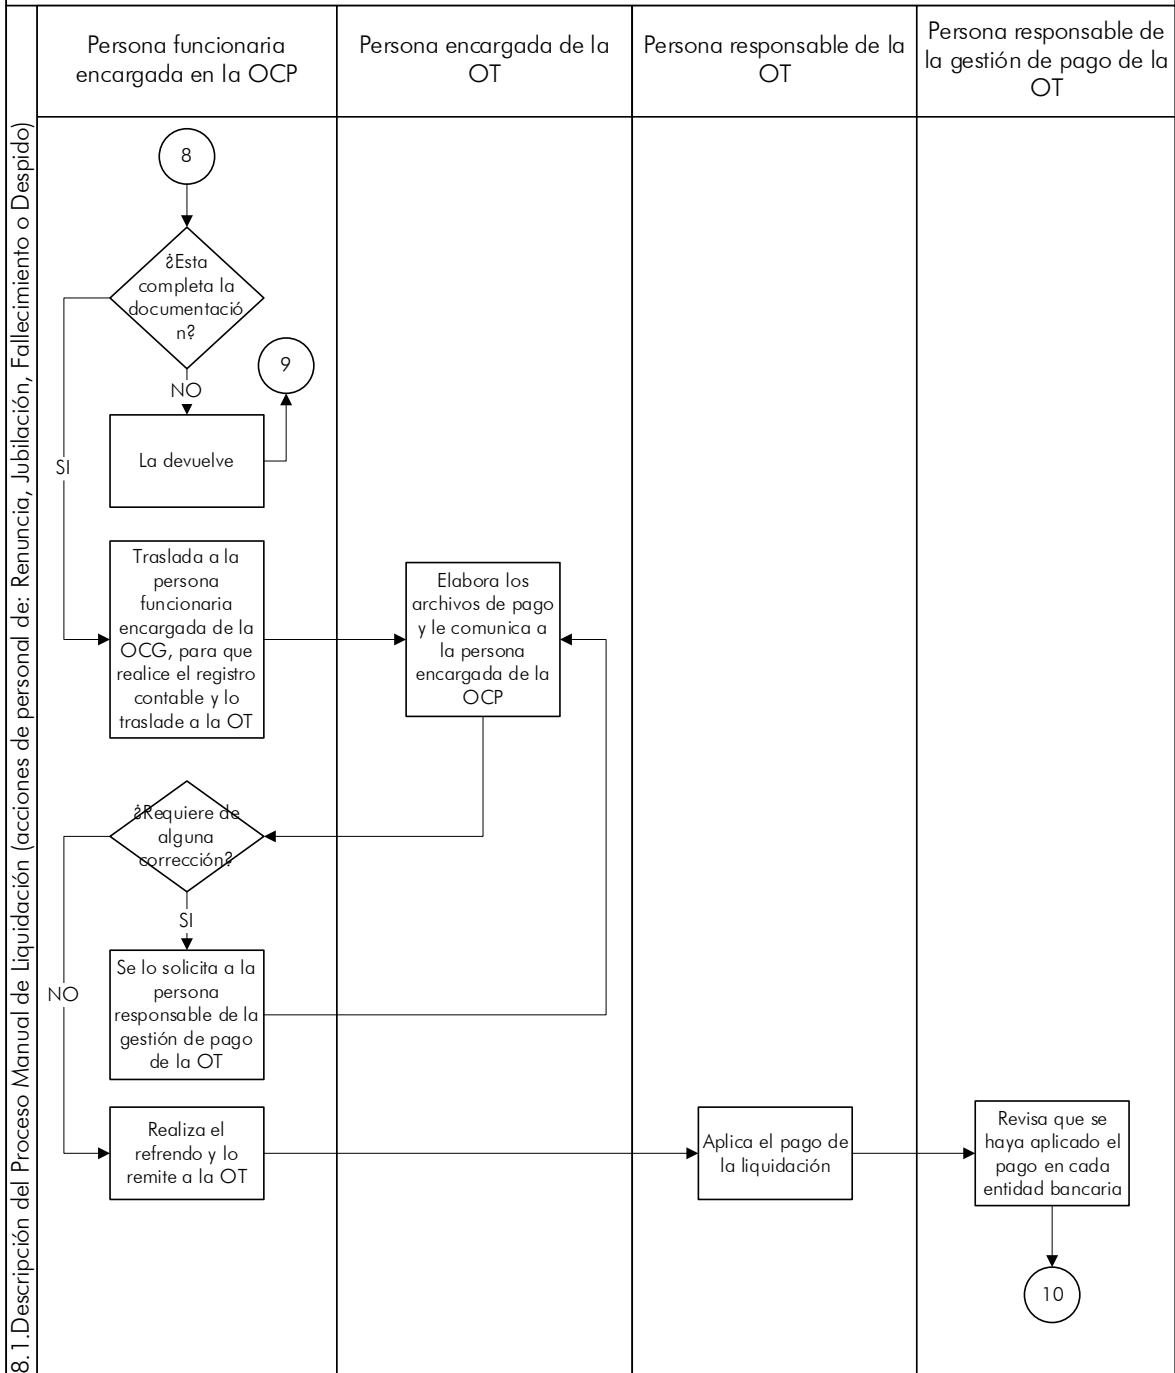 Persona funcionaria
encargada en la OCP
Persona encargada de la
OT
Persona responsable de la
OT
Persona responsable de
la gestión de pago de la
OT
8.1.Descripción del Proceso Manual de Liquidación (acciones de personal de: Renuncia, Jubilación, Fallecimiento o Despido)
8
¿Esta
completa la
documentació
n?
9
NO
La devuelve
SI
Traslada a la
persona
funcionaria
encargada de la
OCG, para que
realice el registro
contable y lo
traslade a la OT
Elabora los
archivos de pago
y le comunica a
la persona
encargada de la
OCP
¿Requiere de
alguna
corrección?
SI
NO
Se lo solicita a la
persona
responsable de la
gestión de pago
de la OT
Realiza el
refrendo y lo
remite a la OT
Aplica el pago de
la liquidación
Revisa que se
haya aplicado el
pago en cada
entidad bancaria
10